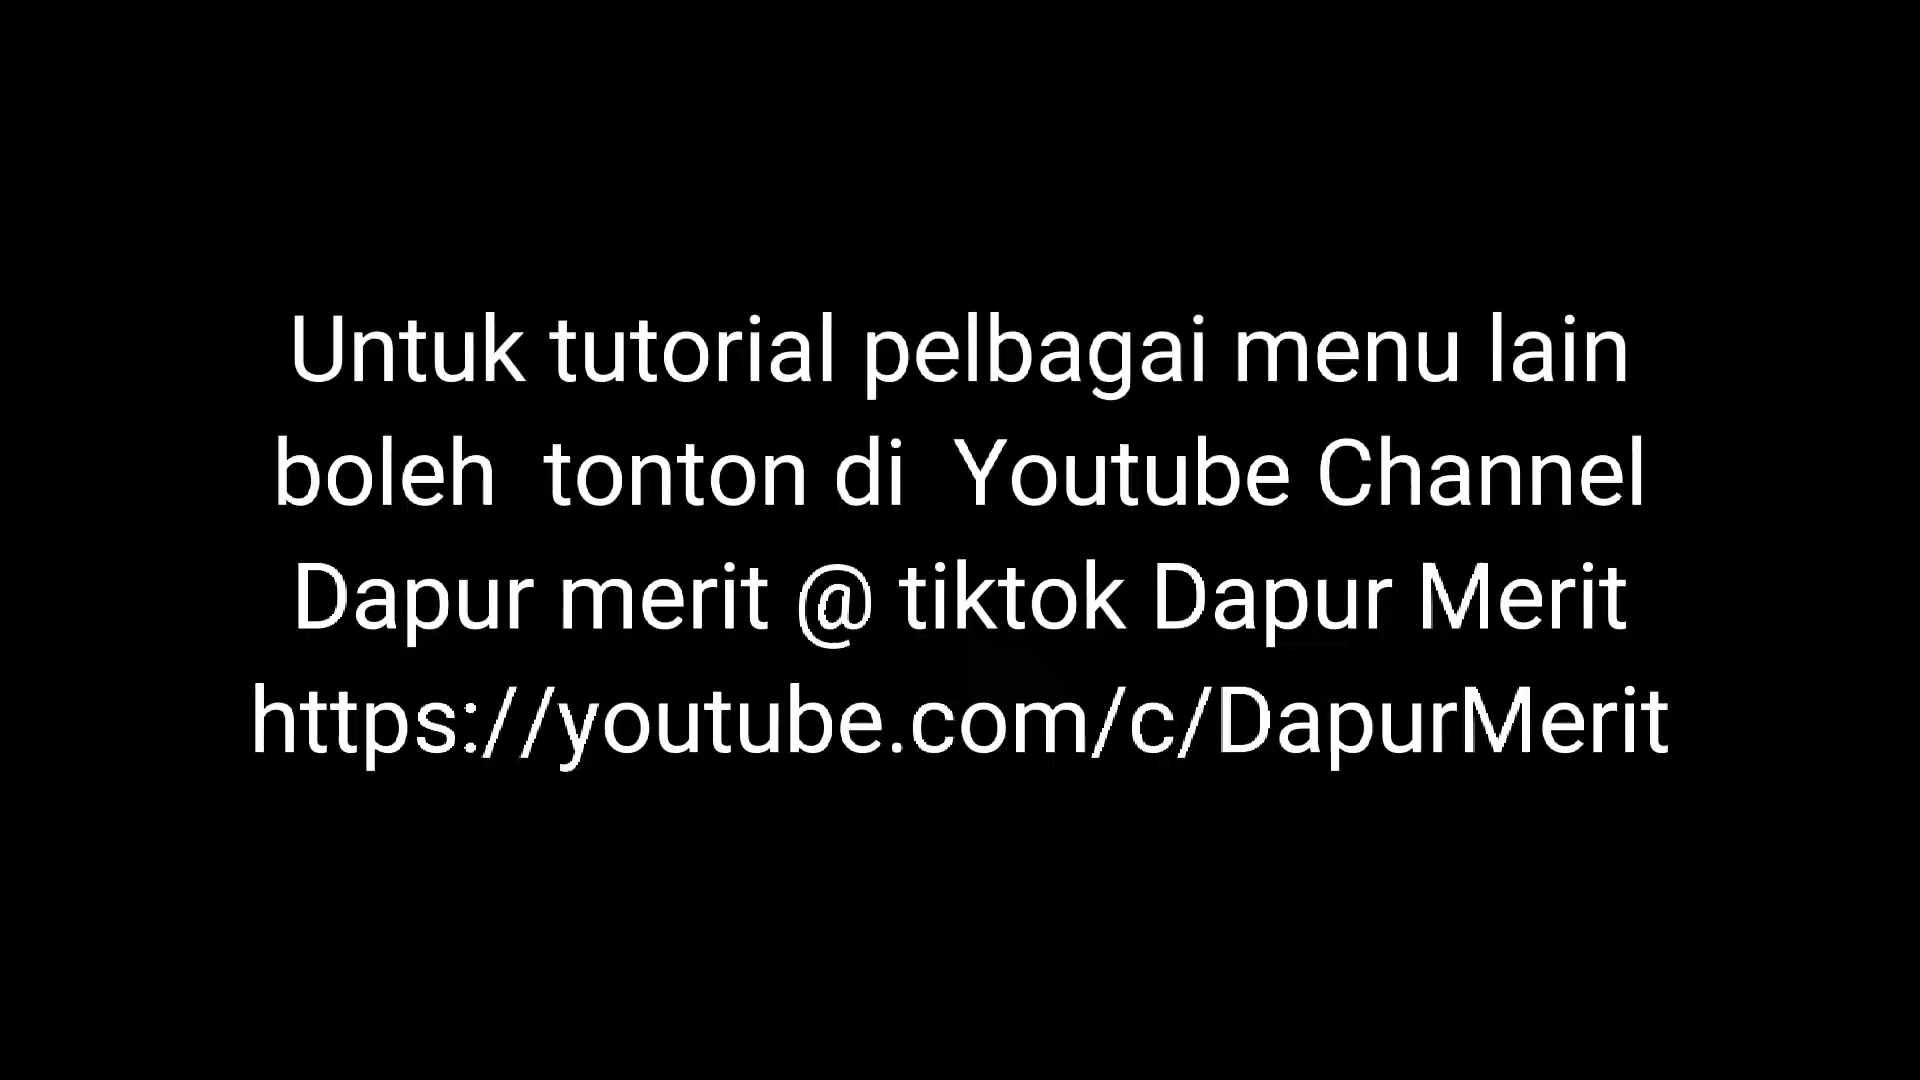 Untuk tutorial pelbagai menu lain
boleh  tonton di  Youtube Channel
Dapur merit @ tiktok Dapur Merit
https://youtube.com/c/DapurMerit